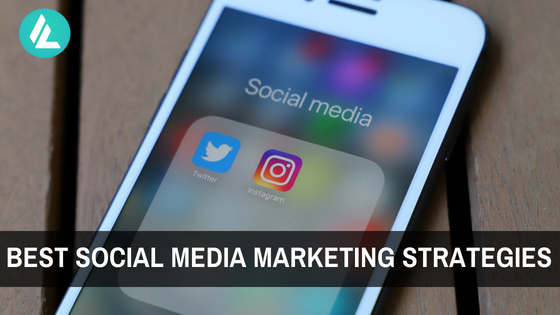 Social media
Twitter
Instagram
BEST SOCIAL MEDIA MARKETING STRATEGIES